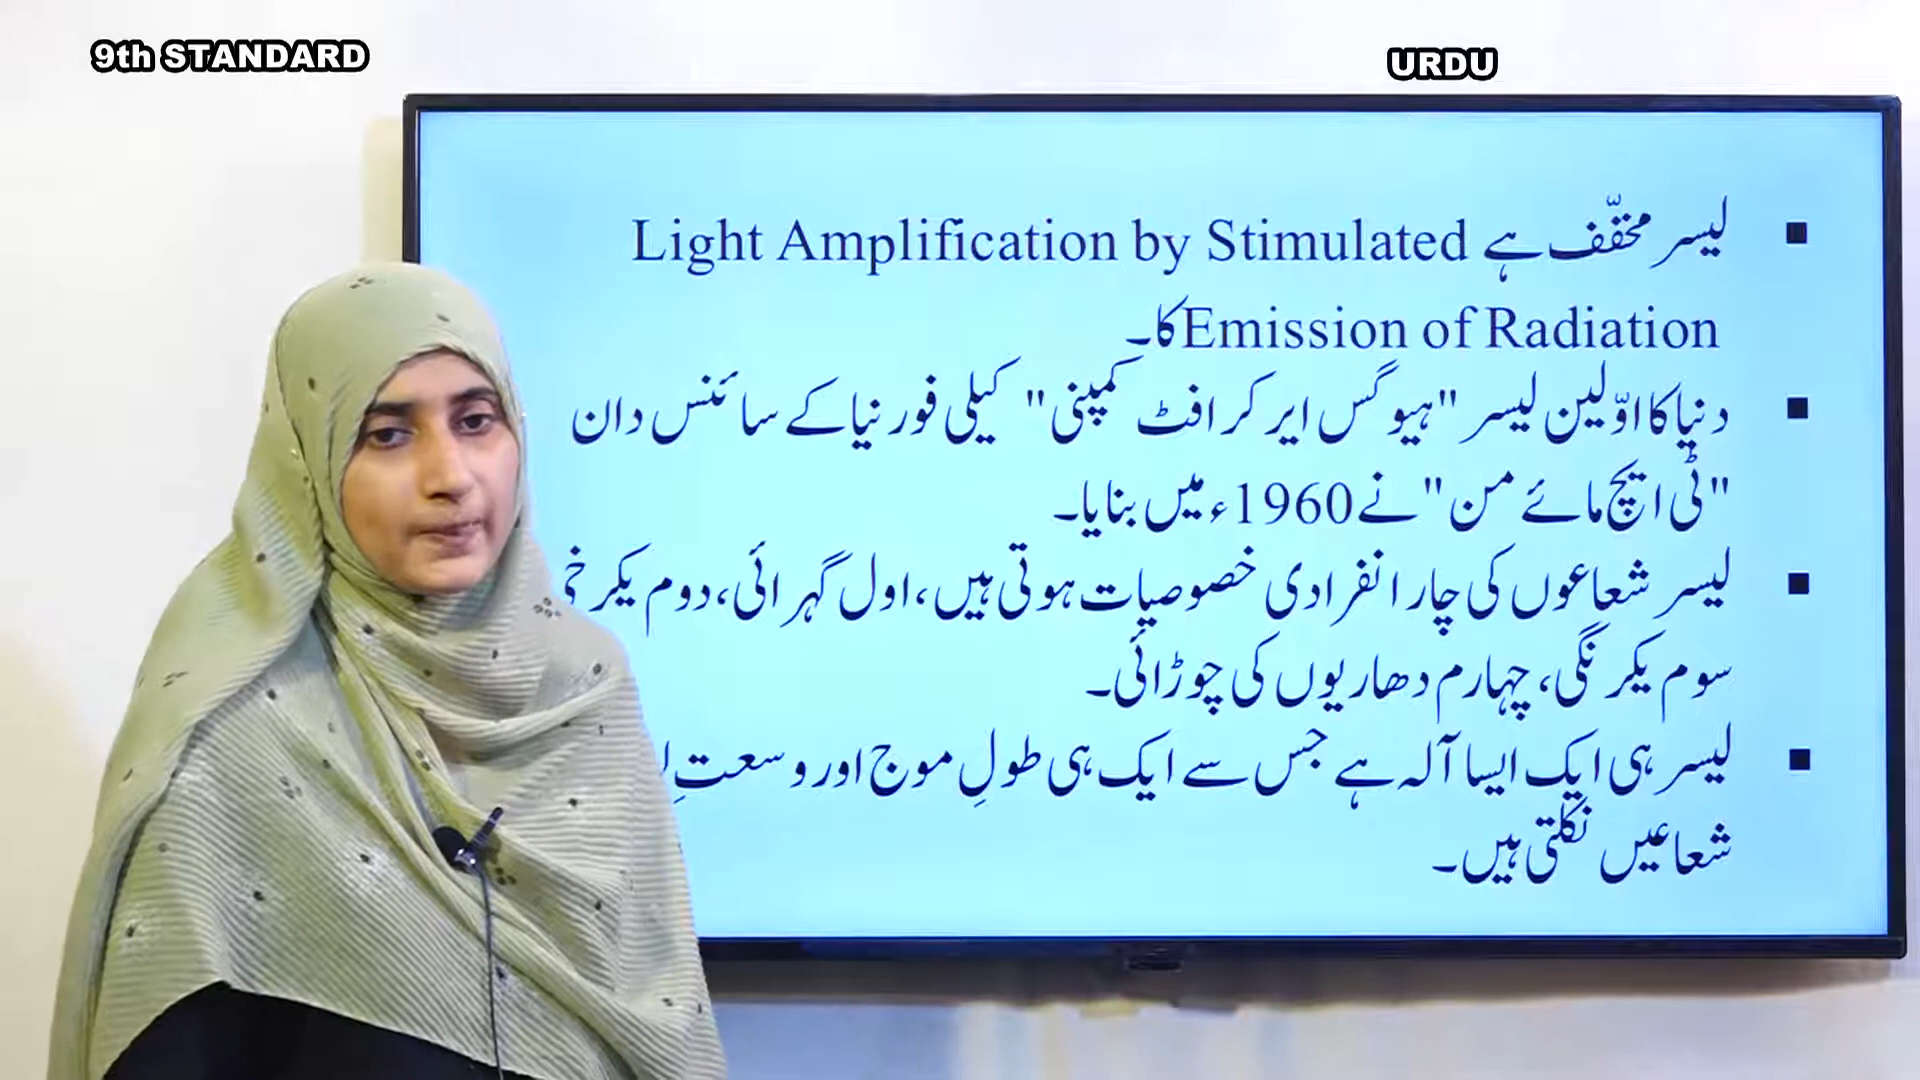 9th STANDARD
URDU
لیسر مخفّف ہے Light Amplification by Stimulated
Emission of Radiation کا۔
دنیا کا اوّلین لیسر "ہیوگس ایر کرافٹ کمپنی" کیلی فورنیا کے سائنس دان
"ٹی ایچ مائے من" نے 1960ء میں بنایا۔
لیسر شعاعوں کی چار انفرادی خصوصیات ہوتی ہیں، اول گہرائی، دوم
سوم یکرنگی، چہارم دھاریوں کی چوڑائی۔
لیسر ہی ایک ایسا آلہ ہے جس سے ایک ہی طولِ موج اور وسعتِ
شعاعیں نکلتی ہیں۔